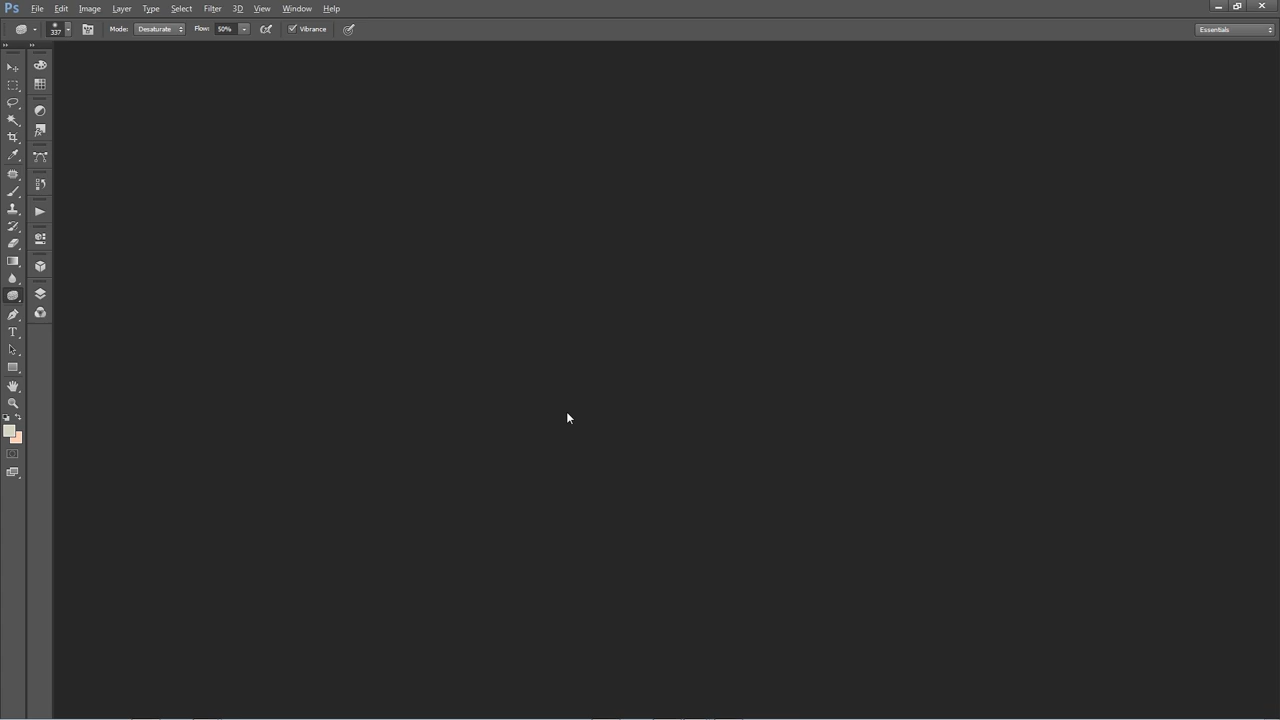 Ps File Edit Image Layer Type Select Filter 3D View Window Help
337 Mode: Desaturate Flow: 50% Vibrance Essentials
T